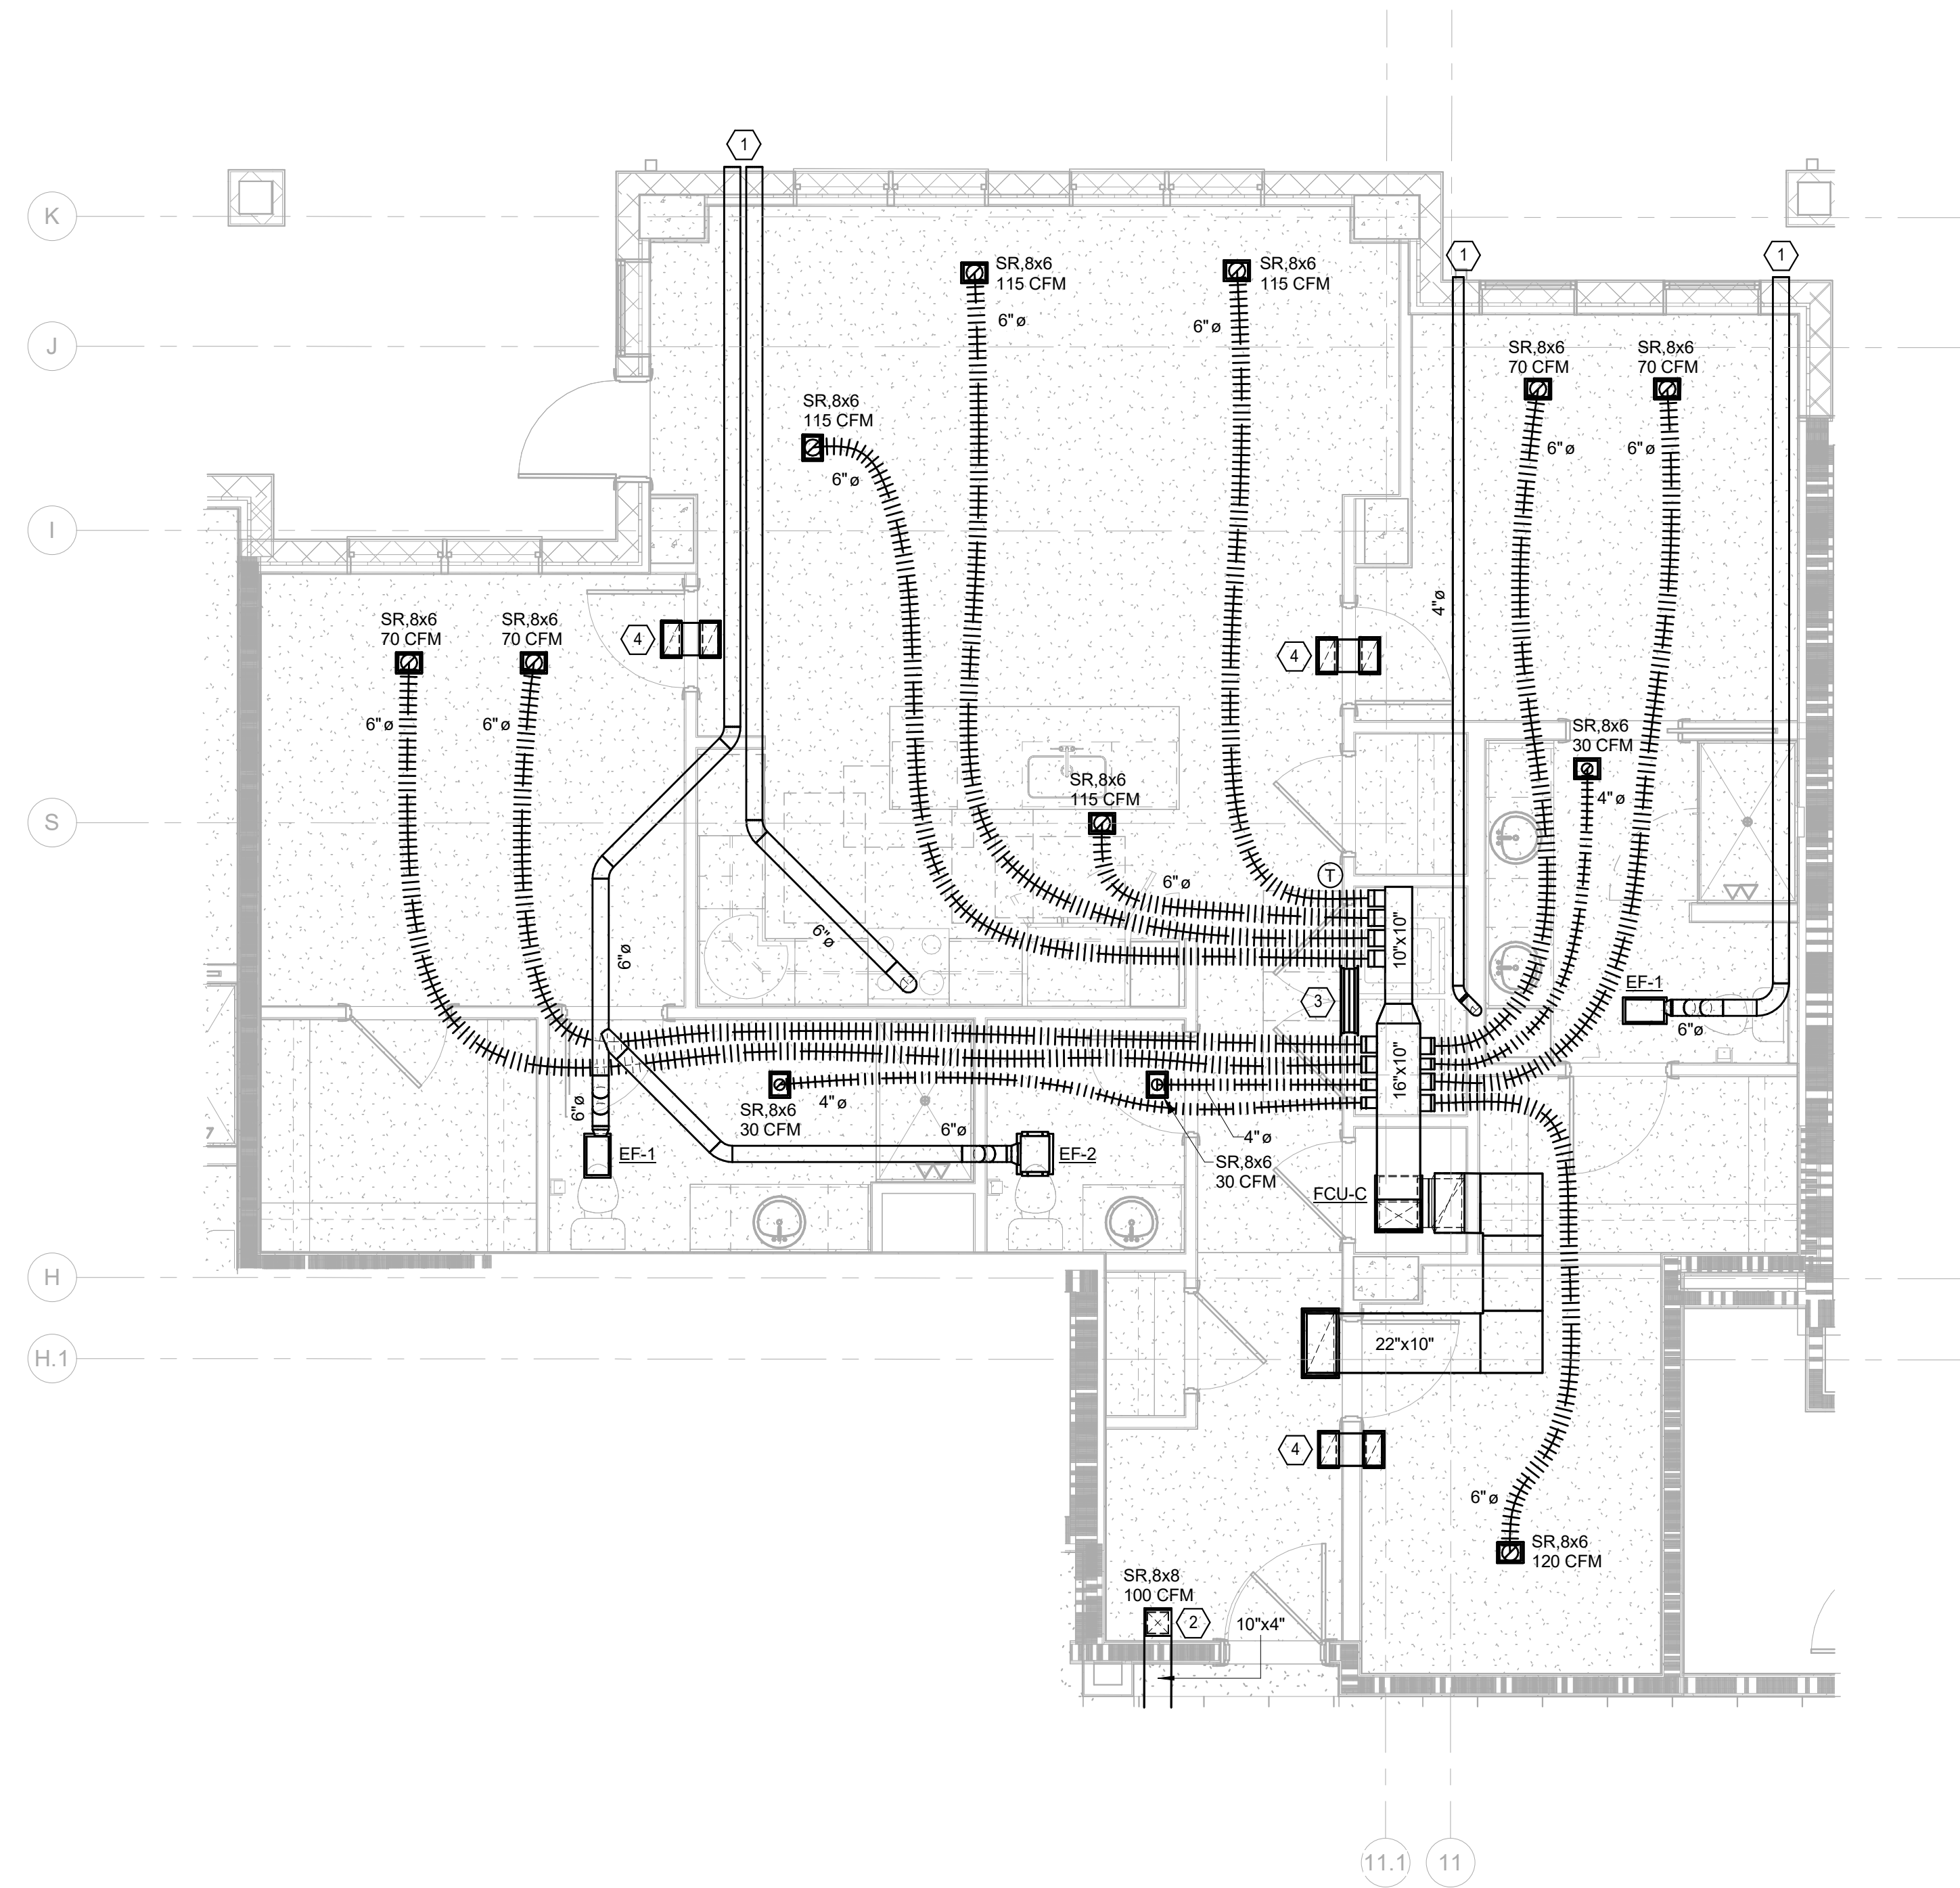 1
K
1
1
SR,8x6
115 CFM
SR,8x6
115 CFM
6"ø
6"ø
J
SR,8x6
70 CFM
SR,8x6
70 CFM
SR,8x6
115 CFM
6"ø
6"ø
6"ø
I
4"ø
SR,8x6
70 CFM
SR,8x6
70 CFM
4
4
6"ø
6"ø
SR,8x6
30 CFM
SR,8x6
115 CFM
4"ø
S
T
6"ø
6"ø
6"ø
10"x10"
EF-1
3
6"ø
16"x10"
6"ø
4"ø
SR,8x6
30 CFM
6"ø
4"ø
EF-1
EF-2
SR,8x6
30 CFM
FCU-C
H
22"x10"
H.1
4
6"ø
SR,8x6
120 CFM
SR,8x8
100 CFM
2
10"x4"
11.1
11